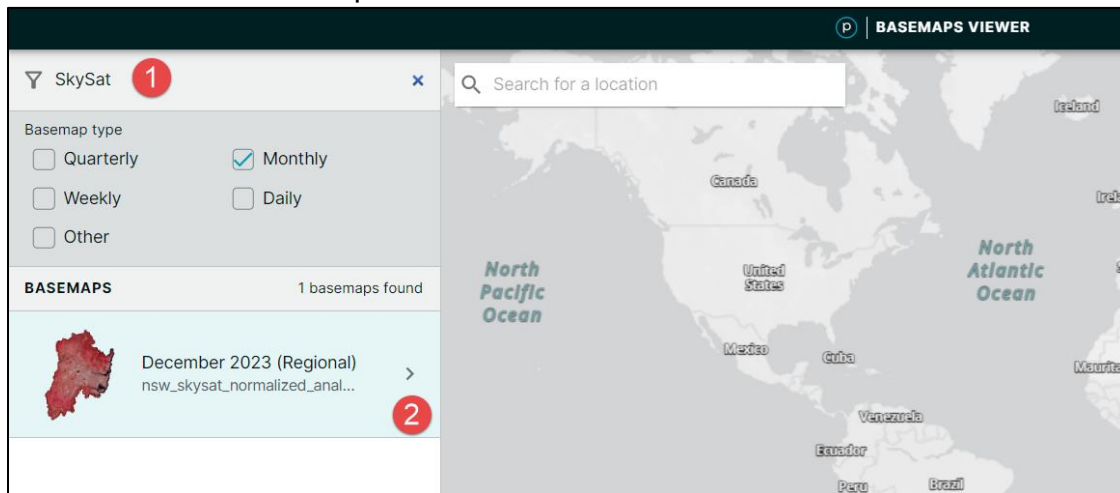 p | BASEMAPS VIEWER
SkySat 1 ×
Basemap type
Quarterly Monthly
Weekly Daily
Other
BASEMAPS 1 basemaps found
December 2023 (Regional)
nsw_skysat_normalized_anal...
2
Search for a location
Iceland
Canada
North
Pacific
Ocean
United
States
North
Atlantic
Ocean
Mexico
Cuba
Venezuela
Ecuador
Peru
Brazil